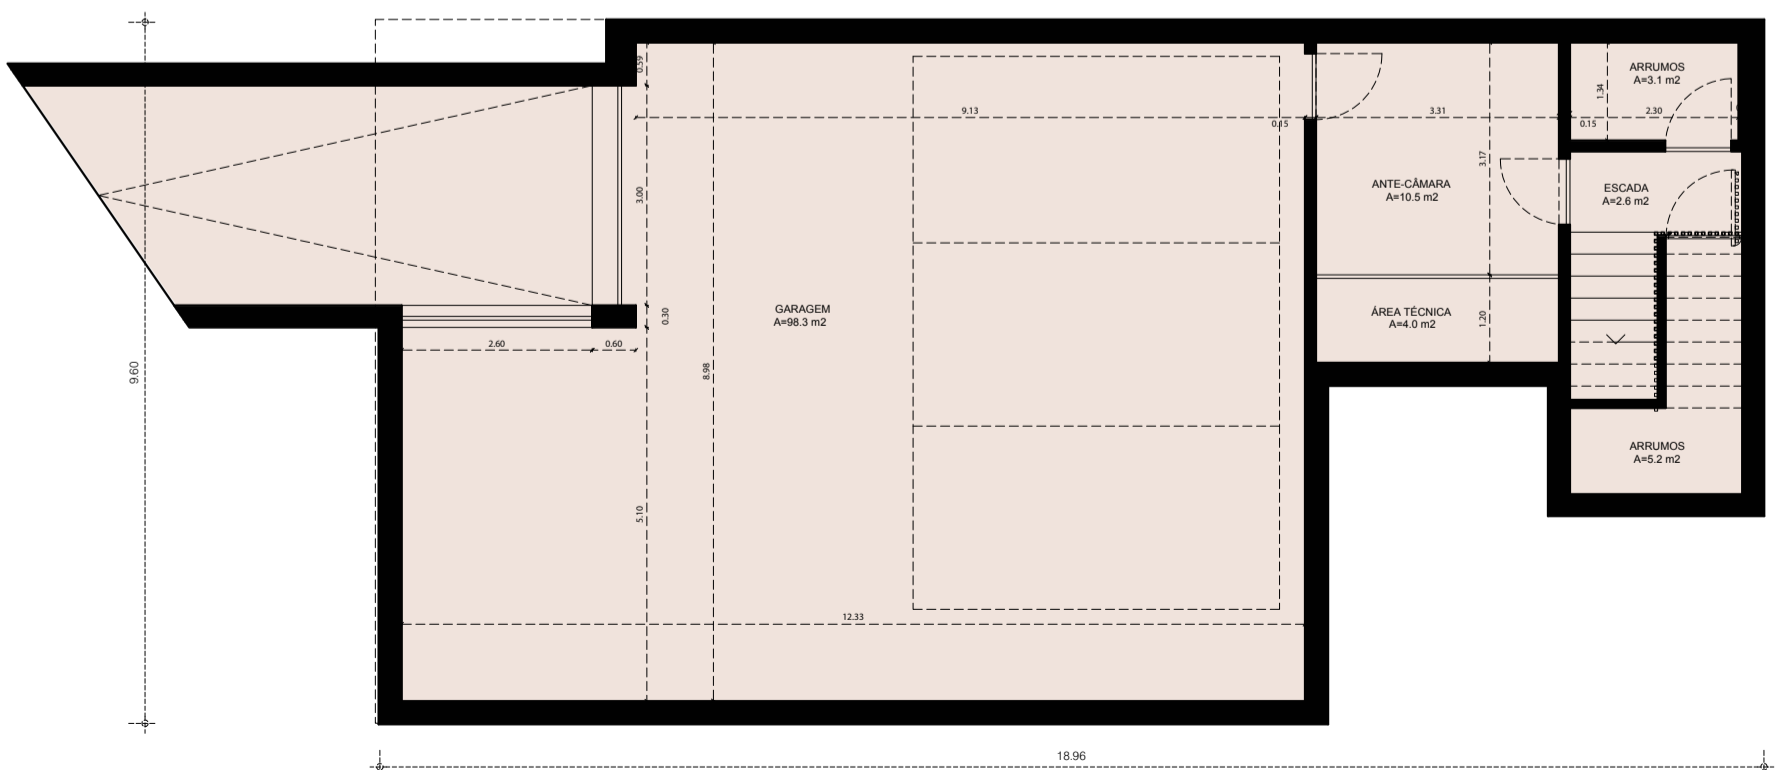 ARRUMOS
A=3.1 m2
0.59
1.34
9.13
0.15
3.31
0.15
2.30
3.17
3.00
ANTE-CÂMARA
A=10.5 m2
ESCADA
A=2.6 m2
GARAGEM
A=98.3 m2
0.30
ÁREA TÉCNICA
A=4.0 m2
1.20
2.60
0.60
9.60
8.98
ARRUMOS
A=5.2 m2
5.10
12.33
18.96